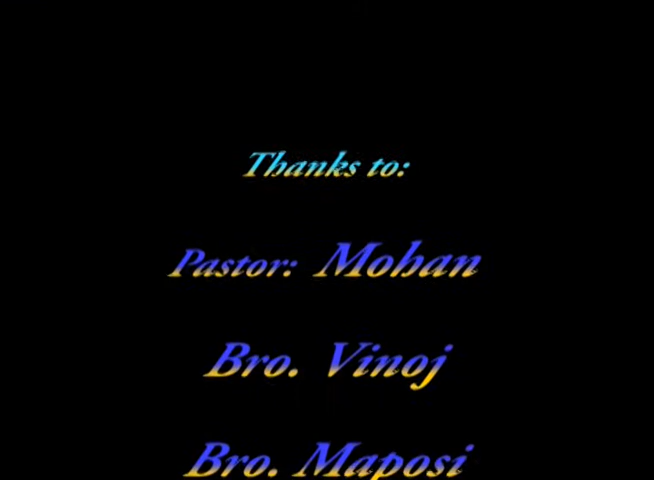 Thanks to:
Pastor: Mohan
Bro. Vinoj
Bro. Maposi